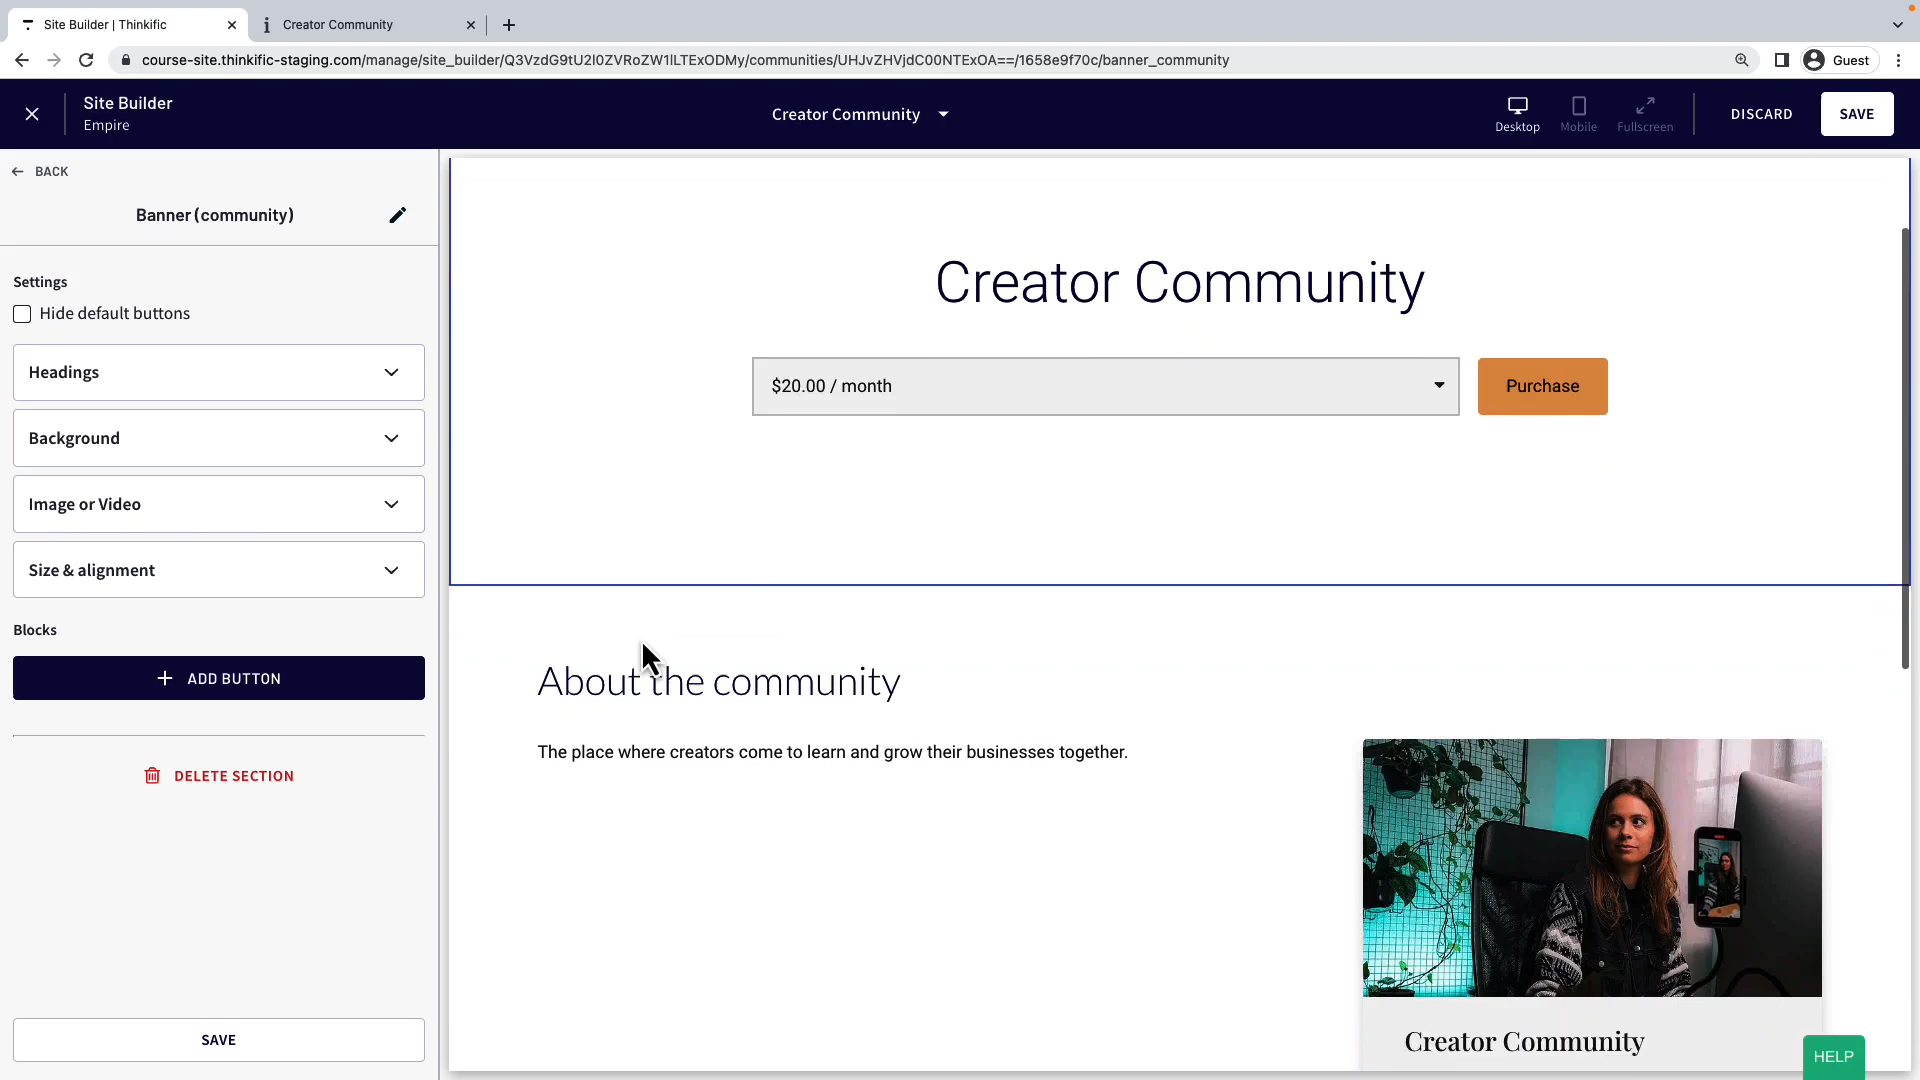 Site Builder | Thinkific
Creator Community
course-site.thinkific-staging.com/manage/site_builder/Q3VzdG9tU2l0ZVRoZW1lLTExODMy/communities/UHJvZHVjdC00NTExOA==/1658e9f70c/banner_community
Guest
Site Builder
Empire
Creator Community
Desktop
Mobile
Fullscreen
DISCARD
SAVE
BACK
Banner (community)
Settings
Hide default buttons
Headings
Background
Image or Video
Size & alignment
Blocks
ADD BUTTON
DELETE SECTION
SAVE
Creator Community
$20.00 / month
Purchase
About the community
The place where creators come to learn and grow their businesses together.
Creator Community
HELP